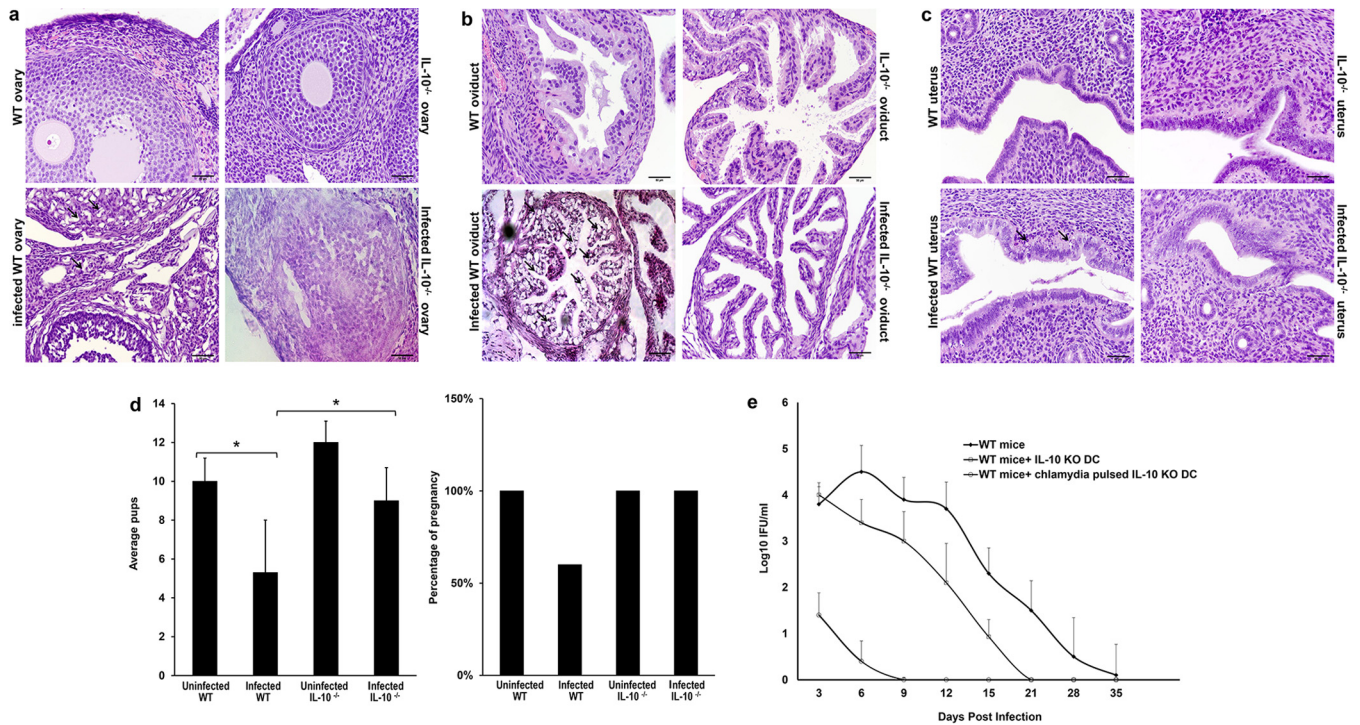 a
WT ovary
IL-10-/- ovary
infected WT ovary
Infected IL-10-/- ovary
b
WT oviduct
IL-10-/- oviduct
Infected WT oviduct
Infected IL-10-/- oviduct
c
WT uterus
IL-10-/- uterus
Infected WT uterus
Infected IL-10-/- uterus
d
14
12
10
8
6
4
2
0
Average pups
*
*
Uninfected
WT
Infected
WT
Uninfected
IL-10 -/-
Infected
IL-10 -/-
150%
100%
50%
0%
Percentage of pregnancy
Uninfected
WT
Infected
WT
Uninfected
IL-10 -/-
Infected
IL-10 -/-
e
6
5
4
3
2
1
0
Log10 IFU/ml
WT mice
WT mice+ IL-10 KO DC
WT mice+ chlamydia pulsed IL-10 KO DC
3 6 9 12 15 21 28 35
Days Post Infection